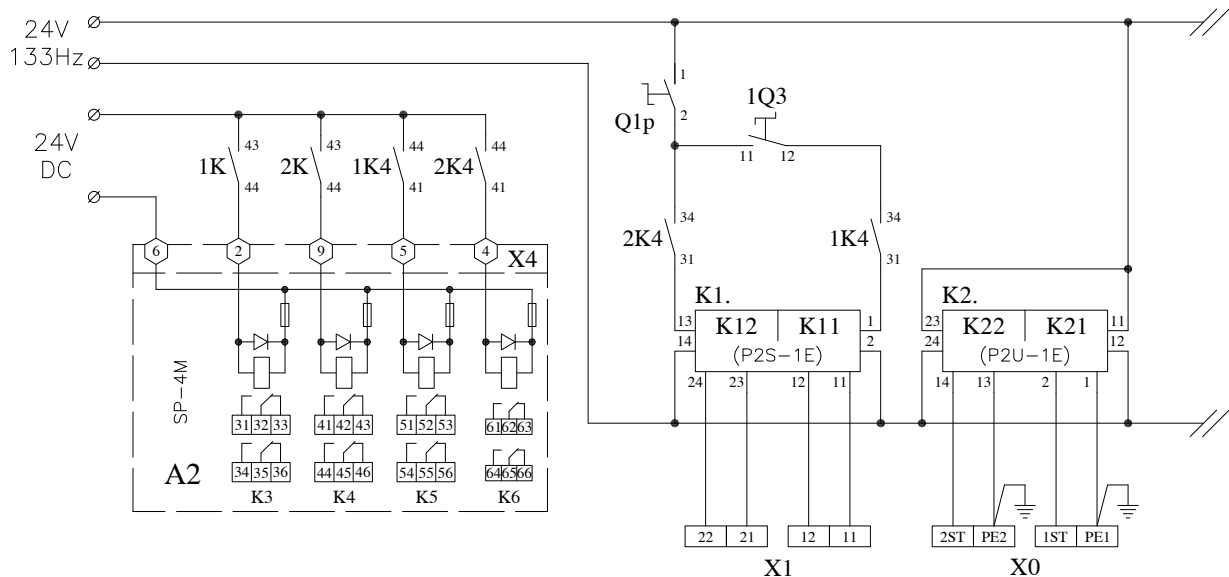 24V
133Hz
24V
DC
1K
43
44
2K
43
44
1K4
44
41
2K4
44
41
6
2
9
5
4
X4
SP-4M
A2
31 32 33
34 35 36
K3
41 42 43
44 45 46
K4
51 52 53
54 55 56
K5
61 62 63
64 65 66
K6
1
2
Q1p
1Q3
11
12
2K4
34
31
1K4
34
31
K1.
13
14
K12
K11
(P2S-1E)
1
2
24
23
12
11
K2.
23
24
K22
K21
(P2U-1E)
11
12
14
13
2
1
22
21
12
11
X1
2ST
PE2
1ST
PE1
X0